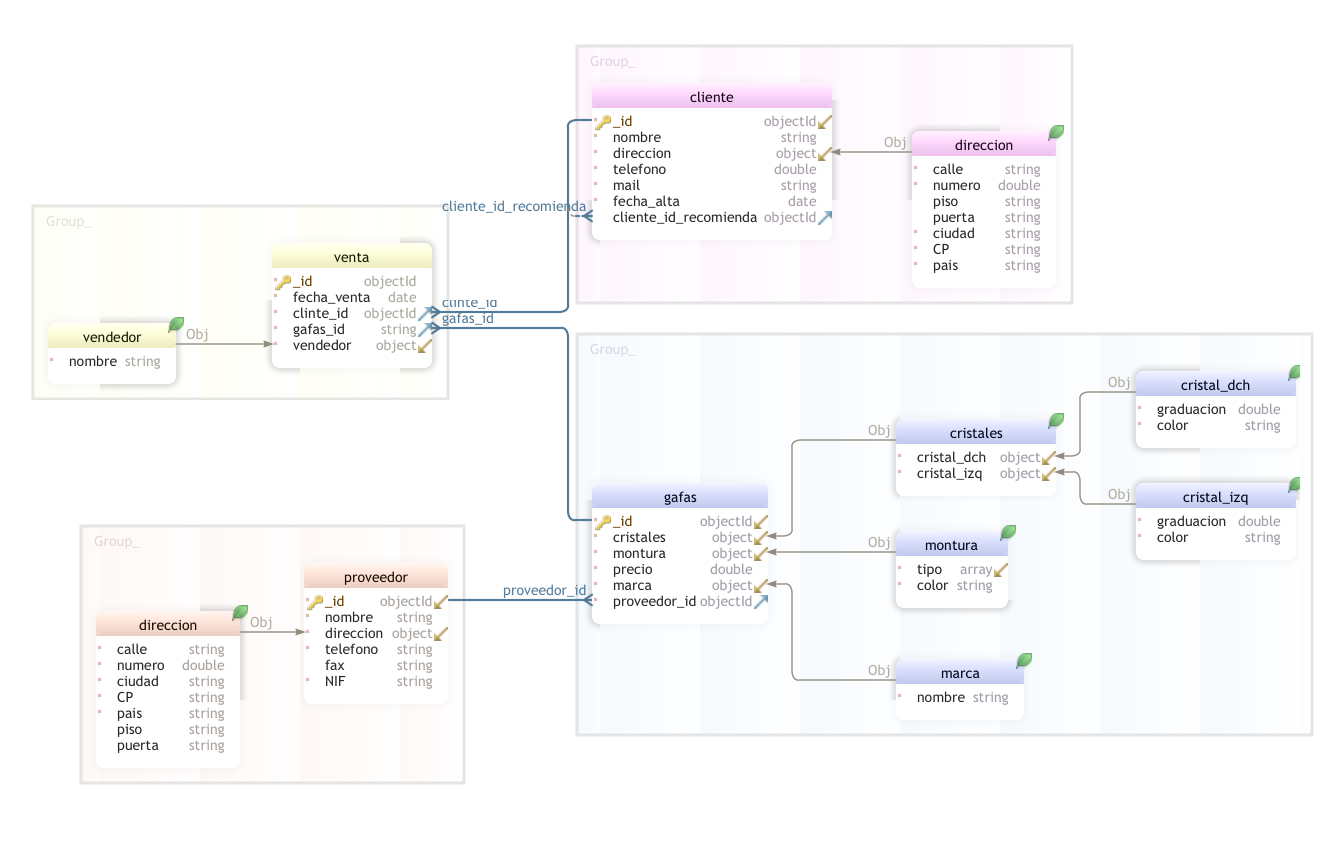 Group_
cliente
_id objectId
nombre string
direccion object
telefono double
mail string
fecha_alta date
cliente_id_recomienda objectId
Obj
direccion
calle string
numero double
piso string
puerta string
ciudad string
CP string
pais string
cliente_id_recomienda
Group_
venta
_id objectId
fecha_venta date
clinte_id objectId
gafas_id string
vendedor object
clinte_id
gafas_id
vendedor
nombre string
Obj
Group_
gafas
_id objectId
cristales object
montura object
precio double
marca object
proveedor_id objectId
Obj
cristales
cristal_dch object
cristal_izq object
Obj
cristal_dch
graduacion double
color string
Obj
cristal_izq
graduacion double
color string
Obj
montura
tipo array
color string
Obj
marca
nombre string
Group_
proveedor
_id objectId
nombre string
direccion object
telefono string
fax string
NIF string
proveedor_id
Obj
direccion
calle string
numero double
ciudad string
CP string
pais string
piso string
puerta string